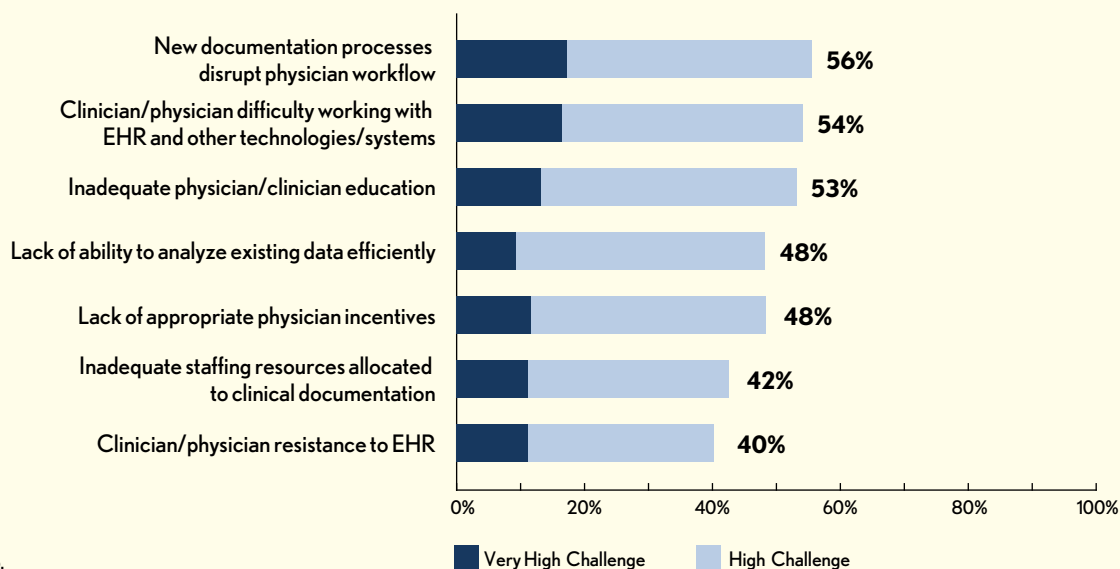 New documentation processes
disrupt physician workflow
56%
Clinician/physician difficulty working with
EHR and other technologies/systems
54%
Inadequate physician/clinician education
53%
Lack of ability to analyze existing data efficiently
48%
Lack of appropriate physician incentives
48%
Inadequate staffing resources allocated
to clinical documentation
42%
Clinician/physician resistance to EHR
40%
0% 20% 40% 60% 80% 100%
Very High Challenge High Challenge